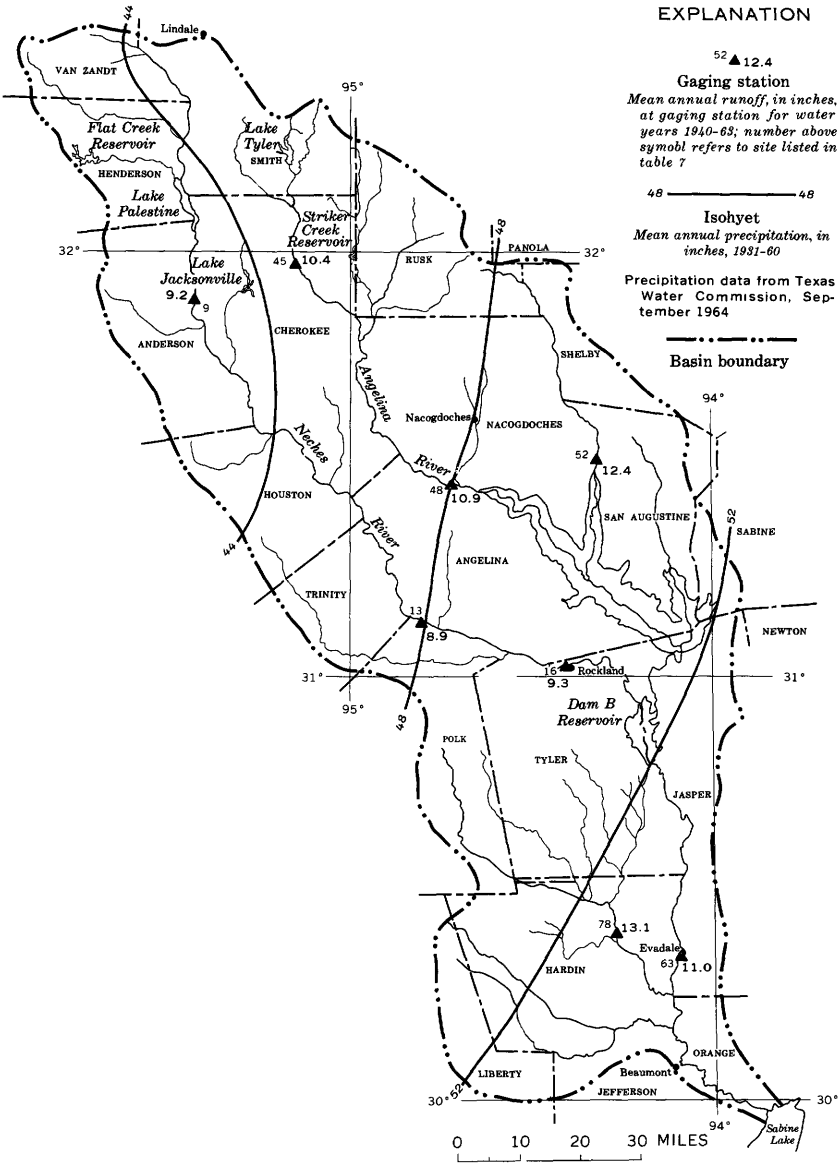 EXPLANATION
52 12.4
Gaging station
Mean annual runoff, in inches,
at gaging station for water
years 1940-63; number above
symobl refers to site listed in
table 7
48 48
Isohyet
Mean annual precipitation, in
inches, 1931-60
Precipitation data from Texas
Water Commission, Sep-
tember 1964
Basin boundary
44
Lindale
VAN ZANDT
95°
Flat Creek
Reservoir
Lake
Tyler
SMITH
HENDERSON
Lake
Palestine
Striker
Creek
Reservoir
48
PANOLA
32°
32°
45 10.4
RUSK
Lake
Jacksonville
9.2
9
CHEROKEE
ANDERSON
SHELBY
94°
Angelina
Nacogdoches
NACOGDOCHES
Neches
River
52
12.4
48
10.9
HOUSTON
SAN AUGUSTINE
52
SABINE
River
44
ANGELINA
TRINITY
13
8.9
NEWTON
16
Rockland
9.3
31°
31°
95°
48
Dam B
Reservoir
POLK
TYLER
JASPER
78 13.1
Evadale
63 11.0
HARDIN
ORANGE
LIBERTY
Beaumont
JEFFERSON
30°
52
30°
94°
Sabine
Lake
0 10 20 30 MILES